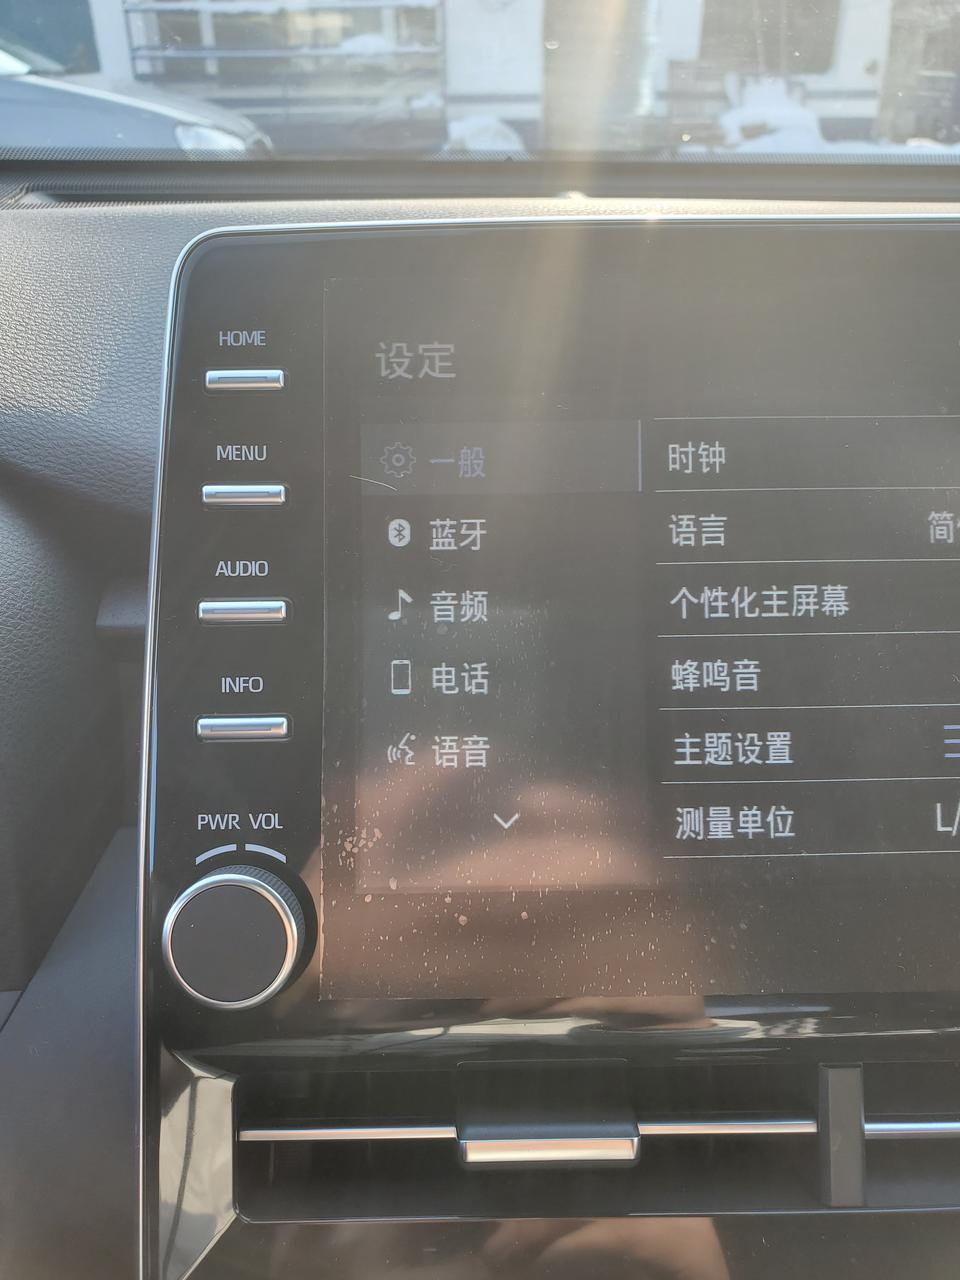 HOME
MENU
AUDIO
INFO
PWR VOL
设定
一般
蓝牙
音频
电话
语音
时钟
语言 简
个性化主屏幕
蜂鸣音
主题设置
测量单位 L/